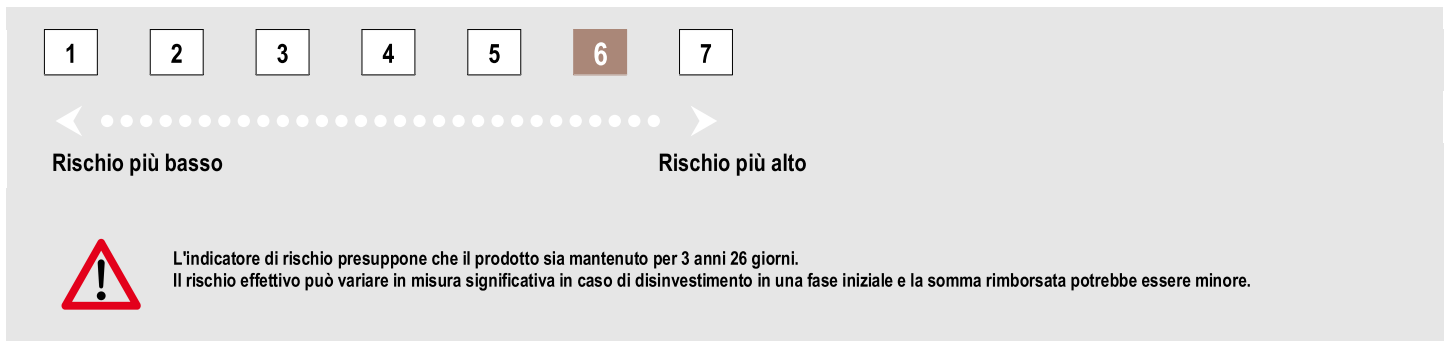 1 2 3 4 5 6 7
Rischio più basso Rischio più alto
L'indicatore di rischio presuppone che il prodotto sia mantenuto per 3 anni 26 giorni.
Il rischio effettivo può variare in misura significativa in caso di disinvestimento in una fase iniziale e la somma rimborsata potrebbe essere minore.